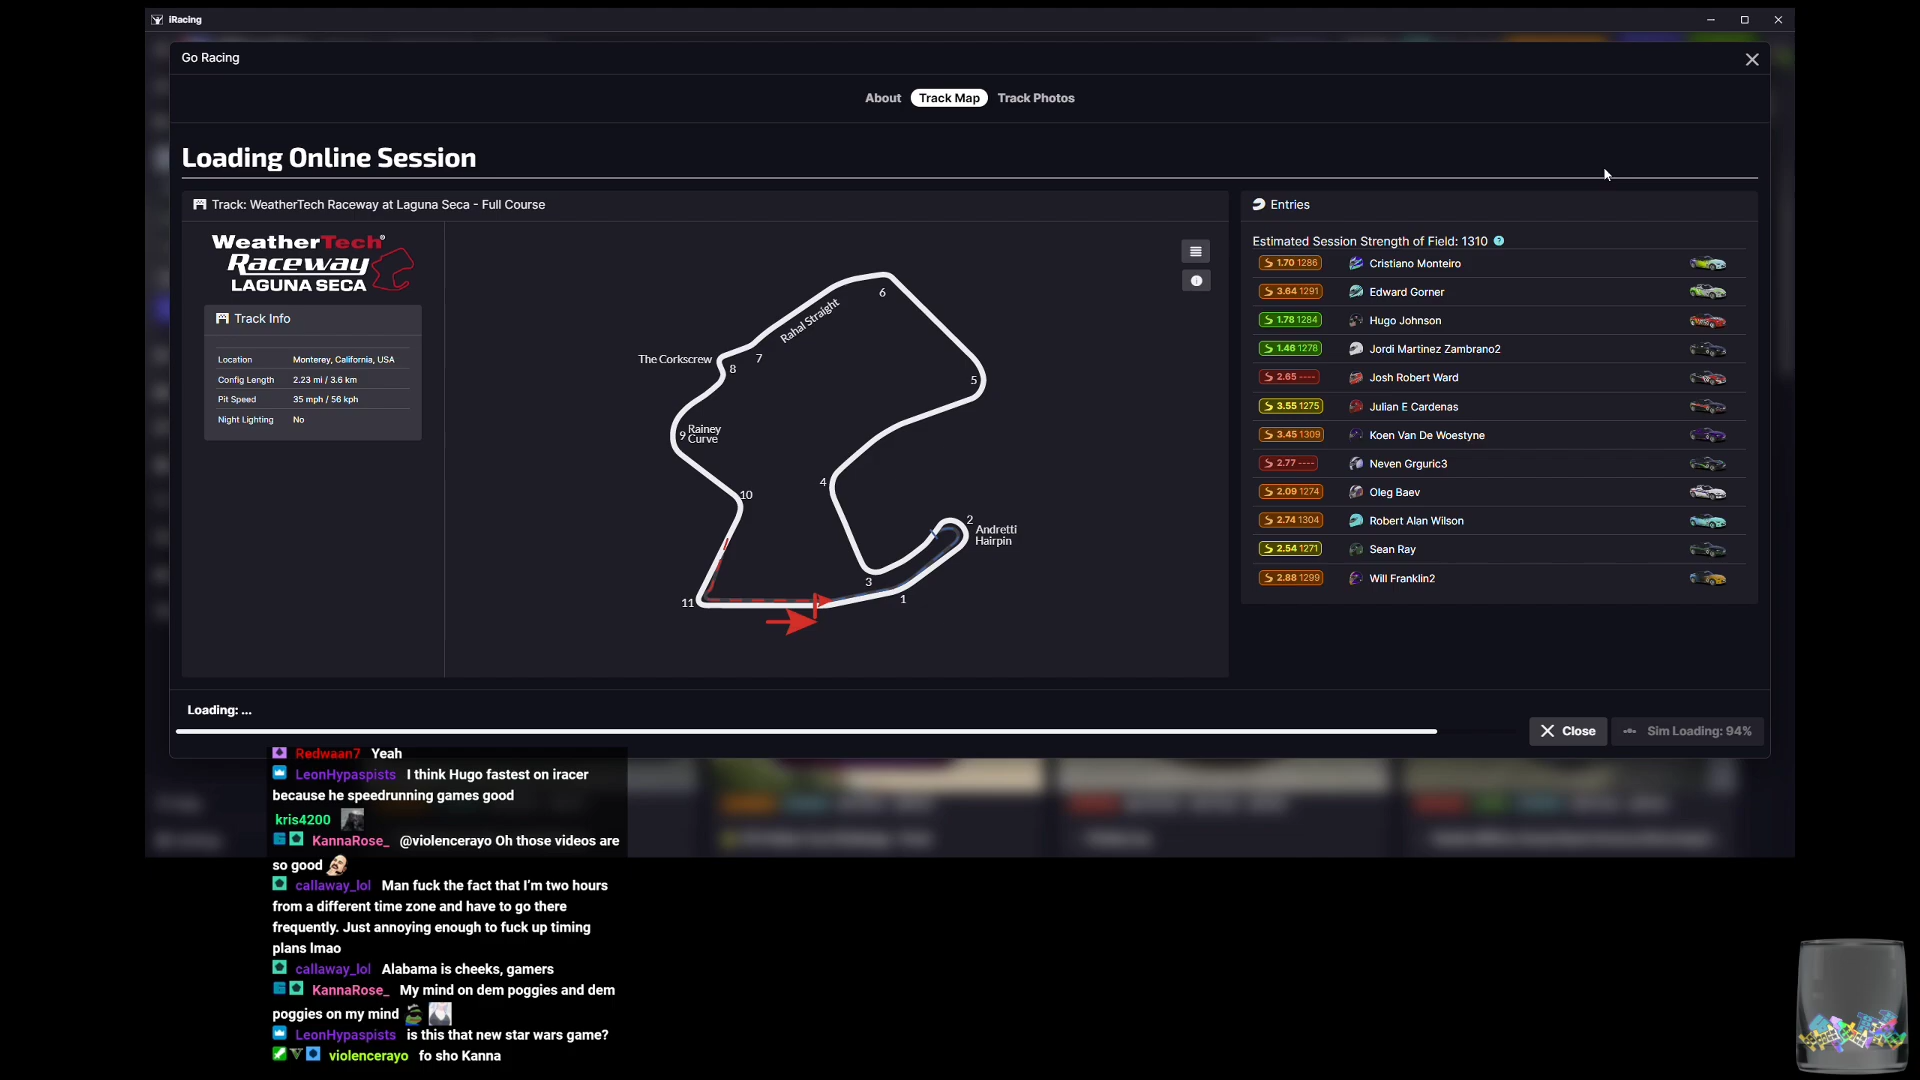 iRacing
Go Racing
About Track Map Track Photos
Loading Online Session
Track: WeatherTech Raceway at Laguna Seca - Full Course
WeatherTech®
Raceway
LAGUNA SECA
Track Info
Location Monterey, California, USA
Config Length 2.23 mi / 3.6 km
Pit Speed 35 mph / 56 kph
Night Lighting No
6
Rahal Straight
The Corkscrew
7
8
5
9 Rainey
Curve
4
10
2
Andretti
Hairpin
3
11
1
Entries
Estimated Session Strength of Field: 1310
1.70 1286 Cristiano Monteiro
3.64 1291 Edward Gorner
1.78 1284 Hugo Johnson
1.46 1278 Jordi Martinez Zambrano2
2.65 ---- Josh Robert Ward
3.55 1275 Julian E Cardenas
3.45 1309 Koen Van De Woestyne
2.77 ---- Neven Grguric3
2.09 1274 Oleg Baev
2.74 1304 Robert Alan Wilson
2.54 1271 Sean Ray
2.88 1299 Will Franklin2
Loading: ...
Close
Sim Loading: 94%
Redwaan7 Yeah
LeonHypaspists I think Hugo fastest on iracer
because he speedrunning games good
kris4200
KannaRose_ @violencerayo Oh those videos are
so good
callaway_lol Man fuck the fact that I'm two hours
from a different time zone and have to go there
frequently. Just annoying enough to fuck up timing
plans lmao
callaway_lol Alabama is cheeks, gamers
KannaRose_ My mind on dem poggies and dem
poggies on my mind
LeonHypaspists is this that new star wars game?
violencerayo fo sho Kanna